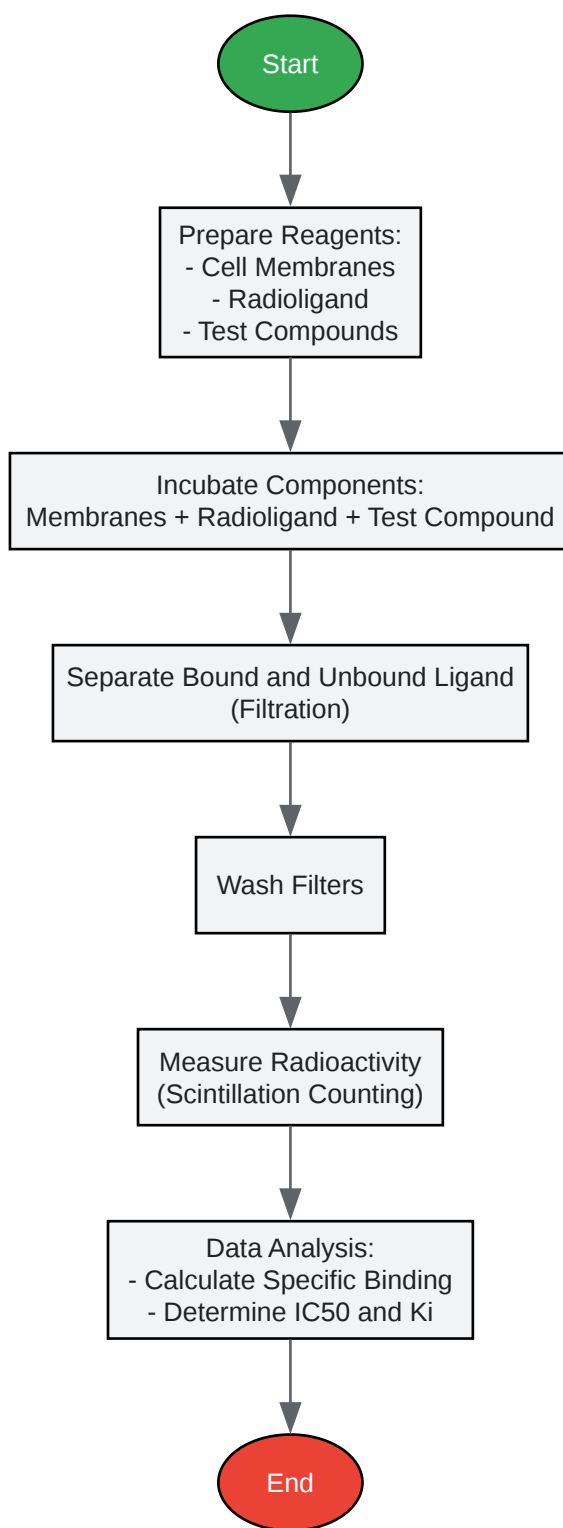 Start
Prepare Reagents:
- Cell Membranes
- Radioligand
- Test Compounds
Incubate Components:
Membranes + Radioligand + Test Compound
Separate Bound and Unbound Ligand
(Filtration)
Wash Filters
Measure Radioactivity
(Scintillation Counting)
Data Analysis:
- Calculate Specific Binding
- Determine IC50 and Ki
End